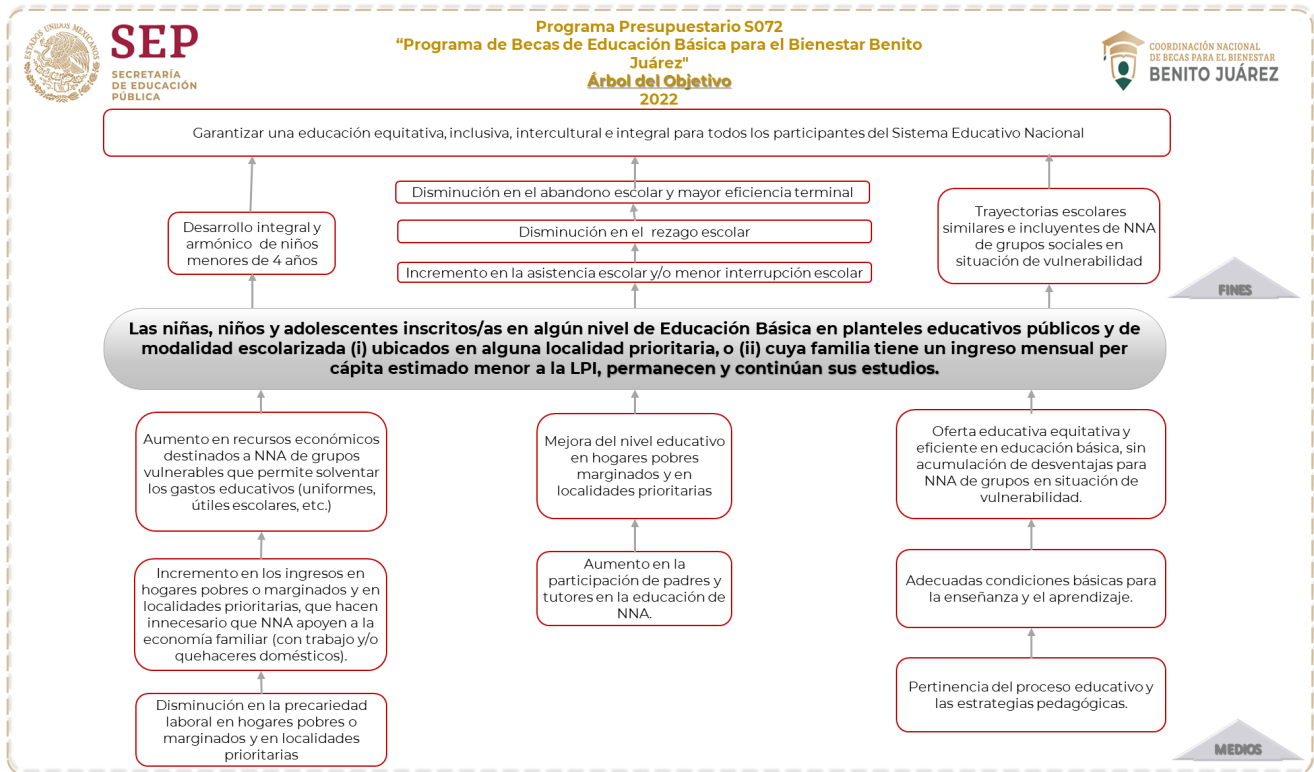 ESTADOS UNIDOS MEXICANOS
SEP
SECRETARÍA
DE EDUCACIÓN
PÚBLICA
Programa Presupuestario S072
“Programa de Becas de Educación Básica para el Bienestar Benito
Juárez"
Árbol del Objetivo
2022
COORDINACIÓN NACIONAL
DE BECAS PARA EL BIENESTAR
BENITO JUÁREZ
Garantizar una educación equitativa, inclusiva, intercultural e integral para todos los participantes del Sistema Educativo Nacional
Desarrollo integral y
armónico de niños
menores de 4 años
Disminución en el abandono escolar y mayor eficiencia terminal
Disminución en el rezago escolar
Incremento en la asistencia escolar y/o menor interrupción escolar
Trayectorias escolares
similares e incluyentes de NNA
de grupos sociales en
situación de vulnerabilidad
FINES
Las niñas, niños y adolescentes inscritos/as en algún nivel de Educación Básica en planteles educativos públicos y de
modalidad escolarizada (i) ubicados en alguna localidad prioritaria, o (ii) cuya familia tiene un ingreso mensual per
cápita estimado menor a la LPI, permanecen y continúan sus estudios.
Aumento en recursos económicos
destinados a NNA de grupos
vulnerables que permite solventar
los gastos educativos (uniformes,
útiles escolares, etc.)
Incremento en los ingresos en
hogares pobres o marginados y en
localidades prioritarias, que hacen
innecesario que NNA apoyen a la
economía familiar (con trabajo y/o
quehaceres domésticos).
Disminución en la precariedad
laboral en hogares pobres o
marginados y en localidades
prioritarias
Mejora del nivel educativo
en hogares pobres
marginados y en
localidades prioritarias
Aumento en la
participación de padres y
tutores en la educación de
NNA.
Oferta educativa equitativa y
eficiente en educación básica, sin
acumulación de desventajas para
NNA de grupos en situación de
vulnerabilidad.
Adecuadas condiciones básicas para
la enseñanza y el aprendizaje.
Pertinencia del proceso educativo y
las estrategias pedagógicas.
MEDIOS